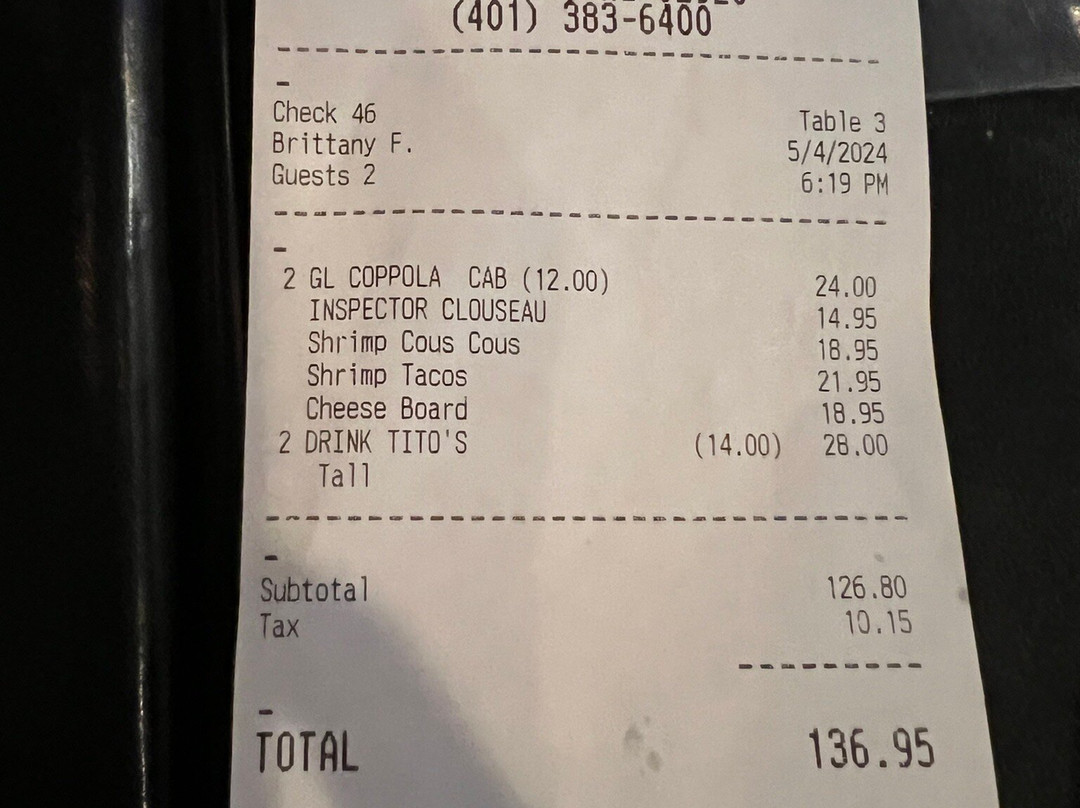 (401) 383-6400
Check 46 Table 3
Brittany F. 5/4/2024
Guests 2 6:19 PM
2 GL COPPOLA CAB (12.00) 24.00
INSPECTOR CLOUSEAU 14.95
Shrimp Cous Cous 18.95
Shrimp Tacos 21.95
Cheese Board 18.95
2 DRINK TITO'S (14.00) 28.00
Tall
Subtotal 126.80
Tax 10.15
TOTAL 136.95